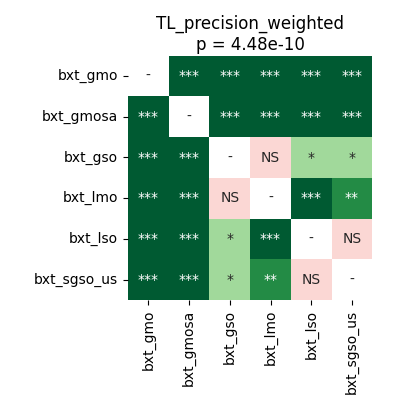 TL_precision_weighted
p = 4.48e-10
bxt_gmo - *** *** *** *** ***
bxt_gmosa *** - *** *** *** ***
bxt_gso *** *** - NS * *
bxt_lmo *** *** NS - *** **
bxt_lso *** *** * *** - NS
bxt_sgso_us *** *** * ** NS -
bxt_gmo bxt_gmosa bxt_gso bxt_lmo bxt_lso bxt_sgso_us